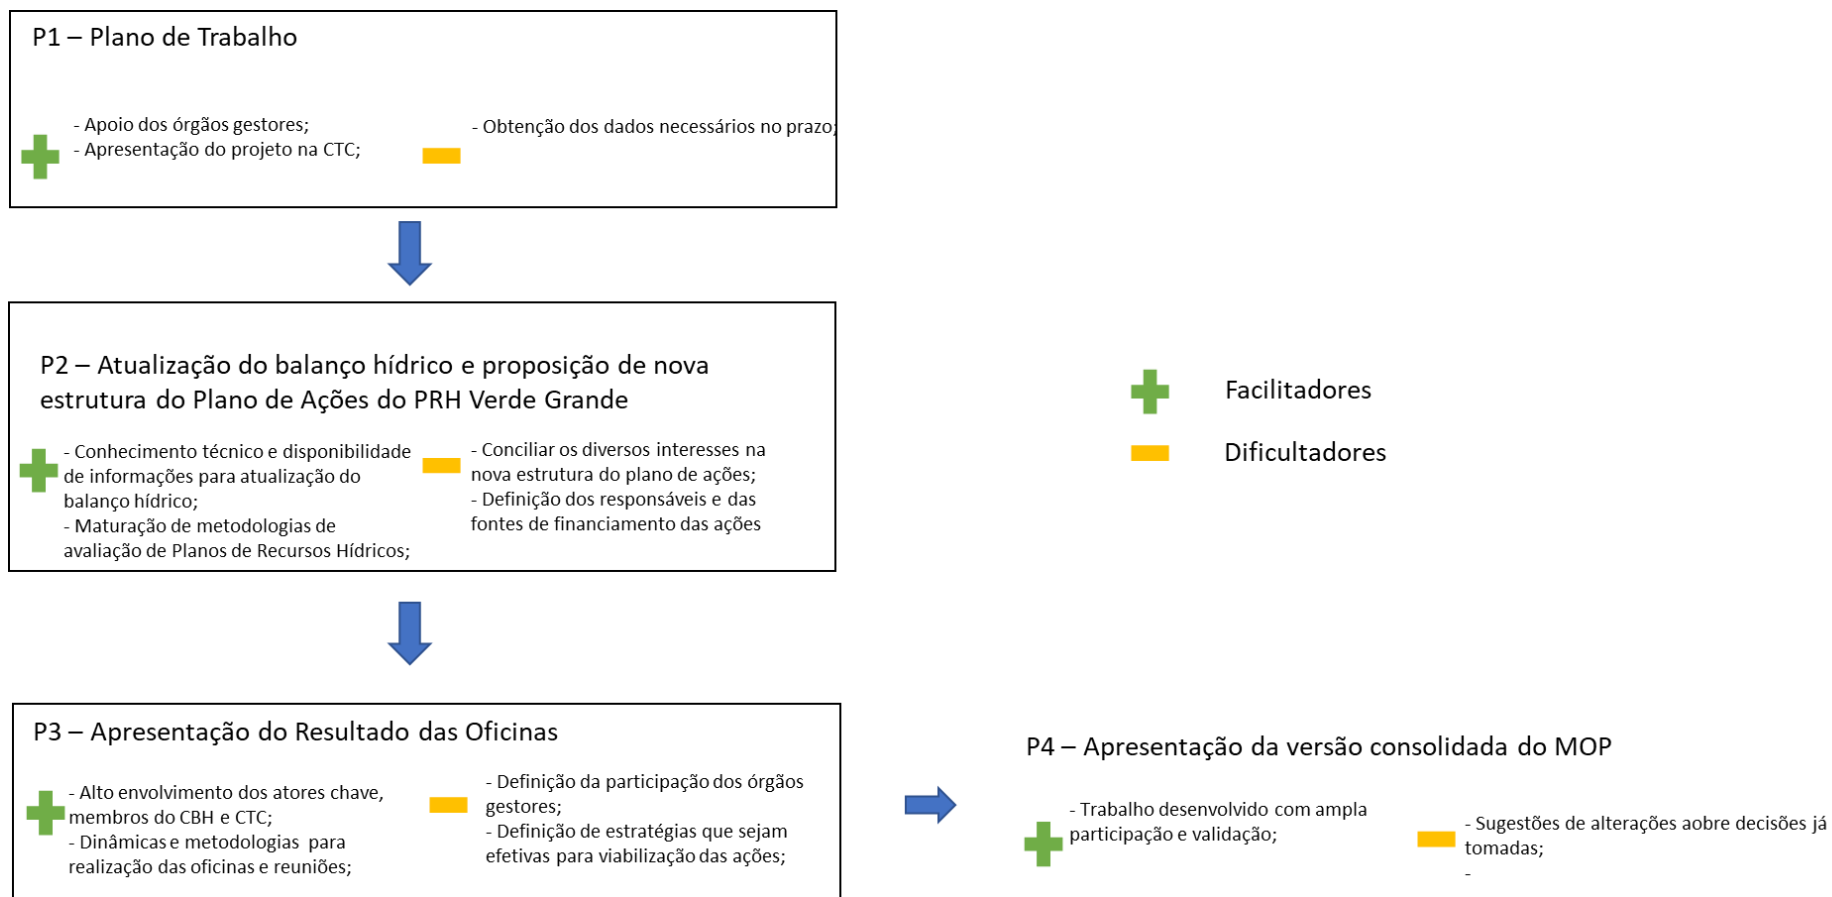 P1 – Plano de Trabalho
- Apoio dos órgãos gestores;
- Apresentação do projeto na CTC;
- Obtenção dos dados necessários no prazo;
P2 – Atualização do balanço hídrico e proposição de nova
estrutura do Plano de Ações do PRH Verde Grande
- Conhecimento técnico e disponibilidade
de informações para atualização do
balanço hídrico;
- Maturação de metodologias de
avaliação de Planos de Recursos Hídricos;
- Conciliar os diversos interesses na
nova estrutura do plano de ações;
- Definição dos responsáveis e das
fontes de financiamento das ações
Facilitadores
Dificultadores
P3 – Apresentação do Resultado das Oficinas
- Alto envolvimento dos atores chave,
membros do CBH e CTC;
- Dinâmicas e metodologias para
realização das oficinas e reuniões;
- Definição da participação dos órgãos
gestores;
- Definição de estratégias que sejam
efetivas para viabilização das ações;
P4 – Apresentação da versão consolidada do MOP
- Trabalho desenvolvido com ampla
participação e validação;
- Sugestões de alterações aobre decisões já
tomadas;
-